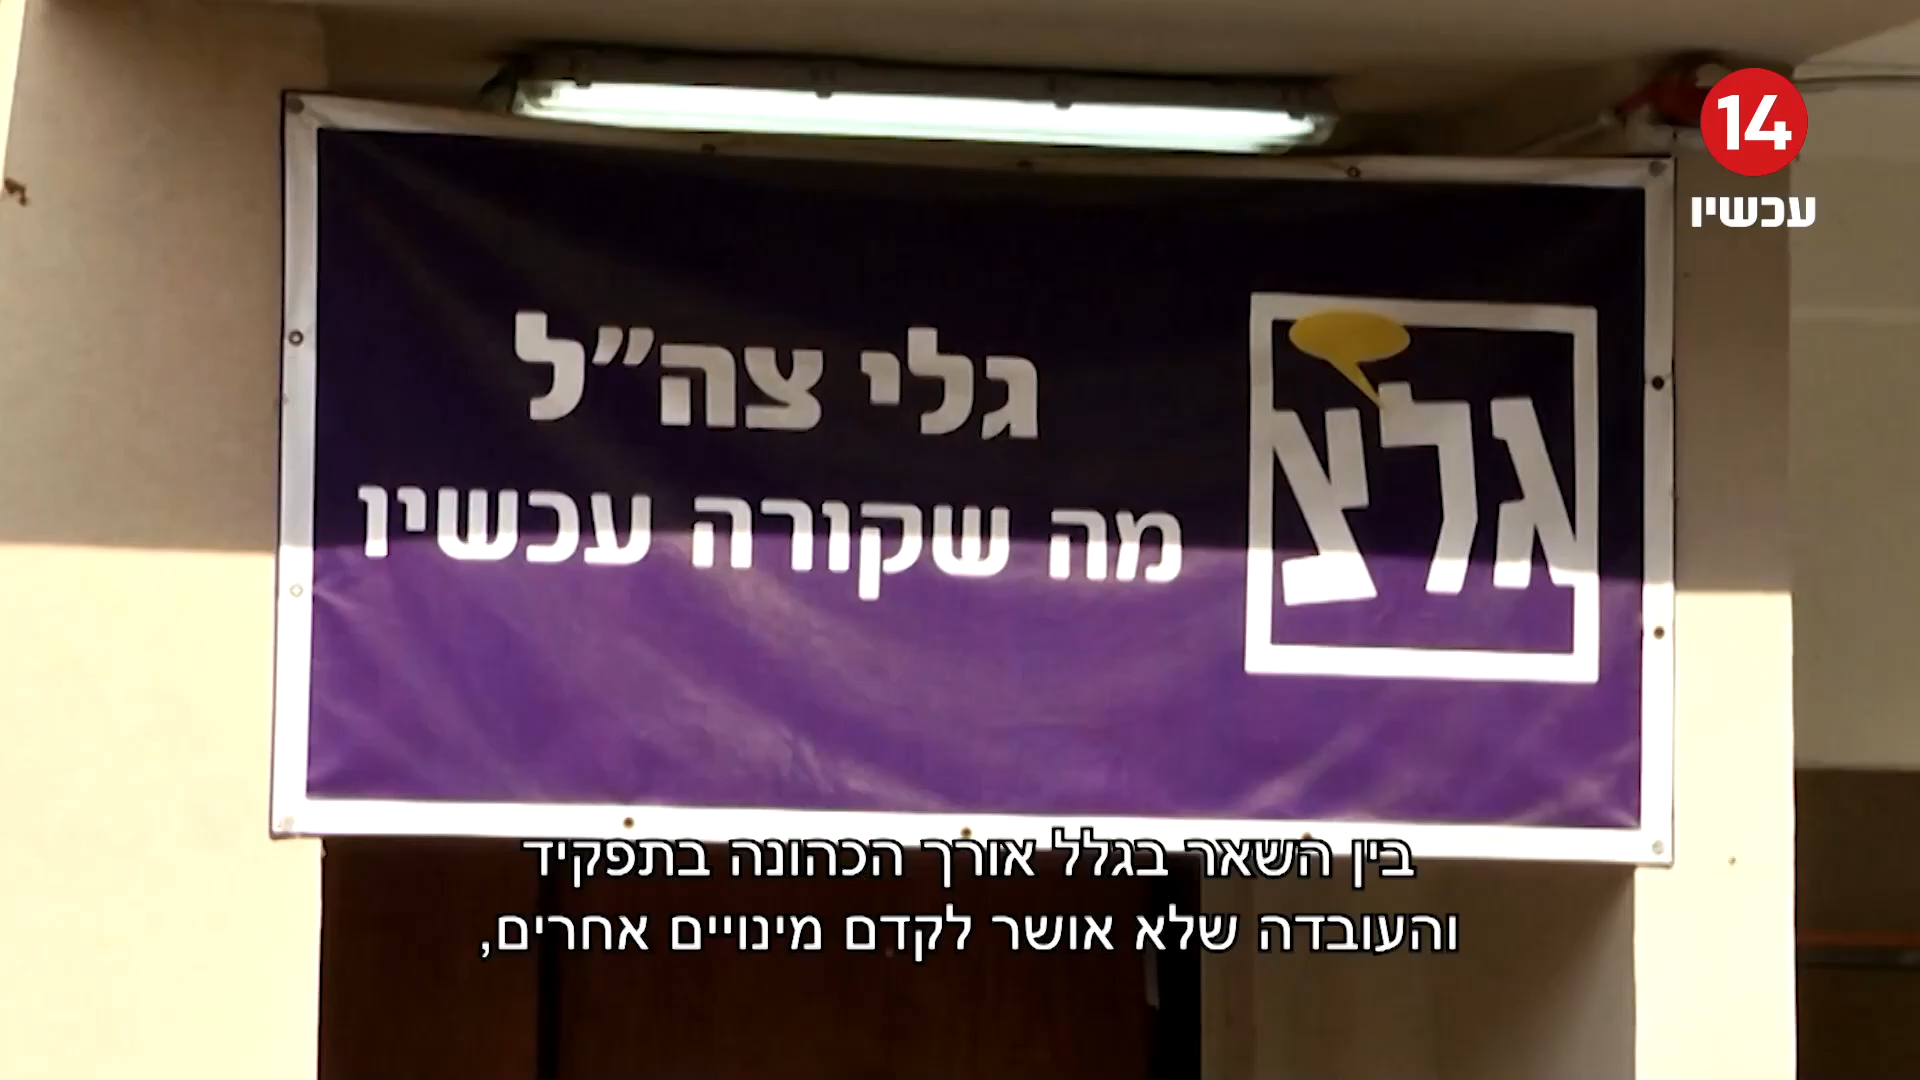 14
עכשיו
גלצ
גלי צה״ל
מה שקורה עכשיו
בין השאר בגלל אורך הכהונה בתפקיד
והעובדה שלא אושר לקדם מינויים אחרים,